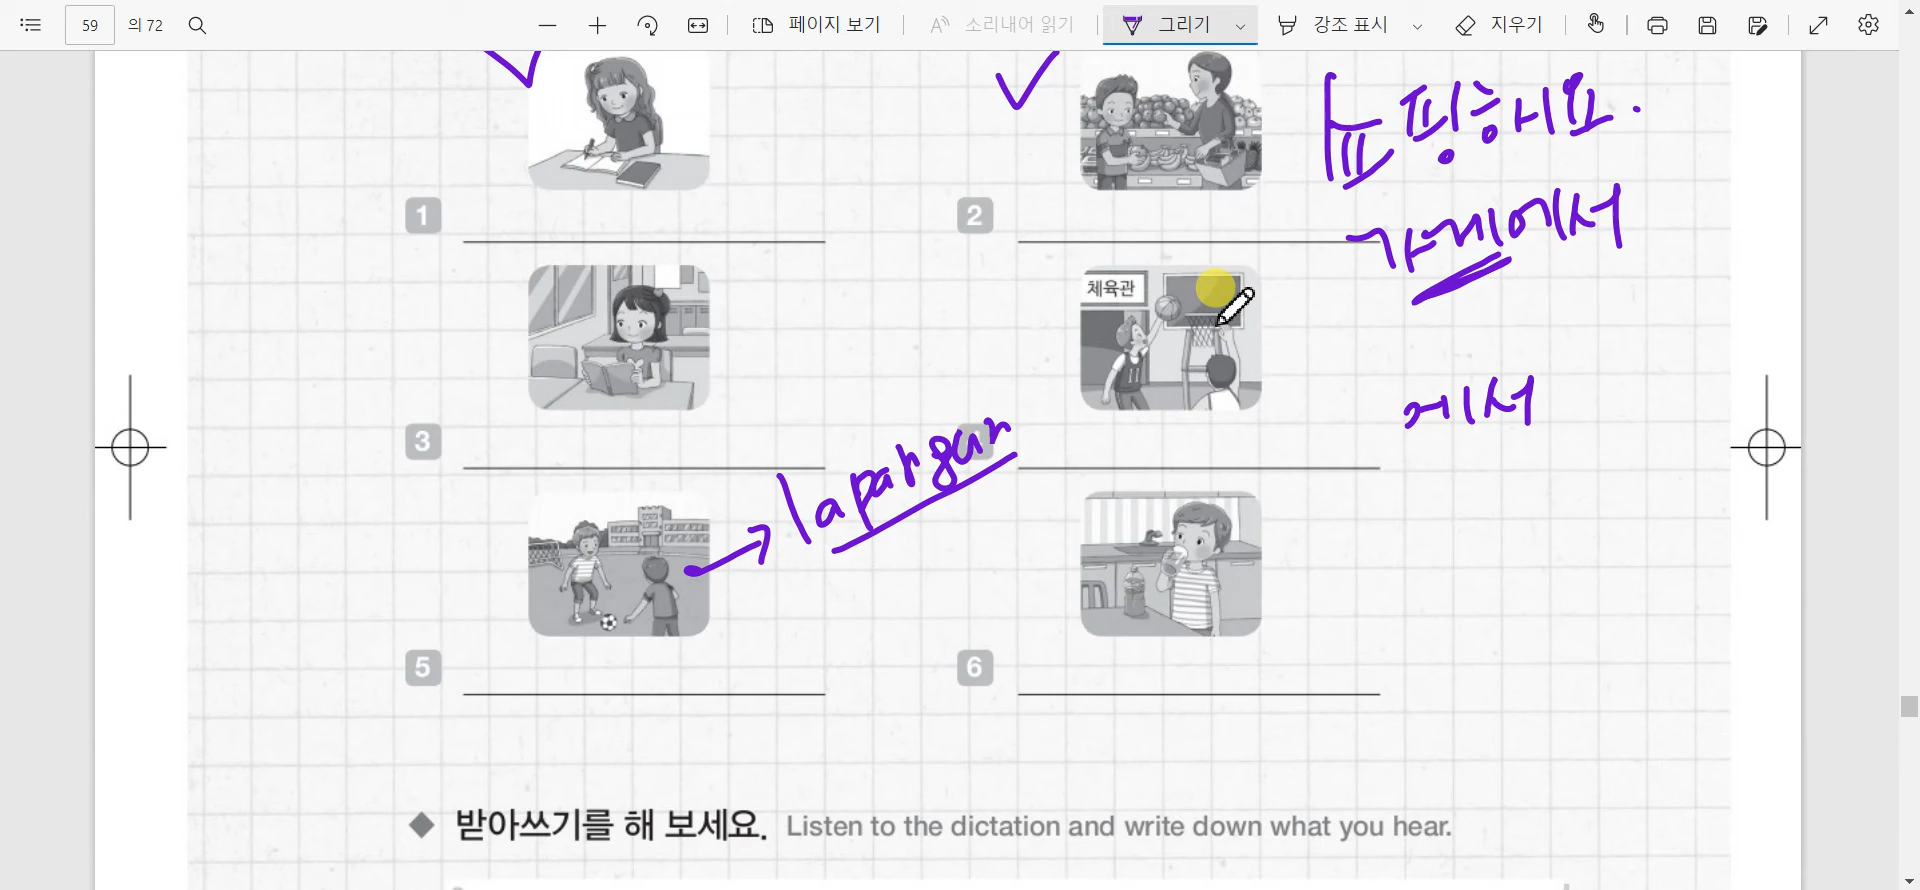 59 의 72 페이지 보기 소리내어 읽기 그리기 강조 표시 지우기
쇼핑하세요.
1 2
가게에서
체육관
에서
3
lapangan
5 6
받아쓰기를 해 보세요. Listen to the dictation and write down what you hear.